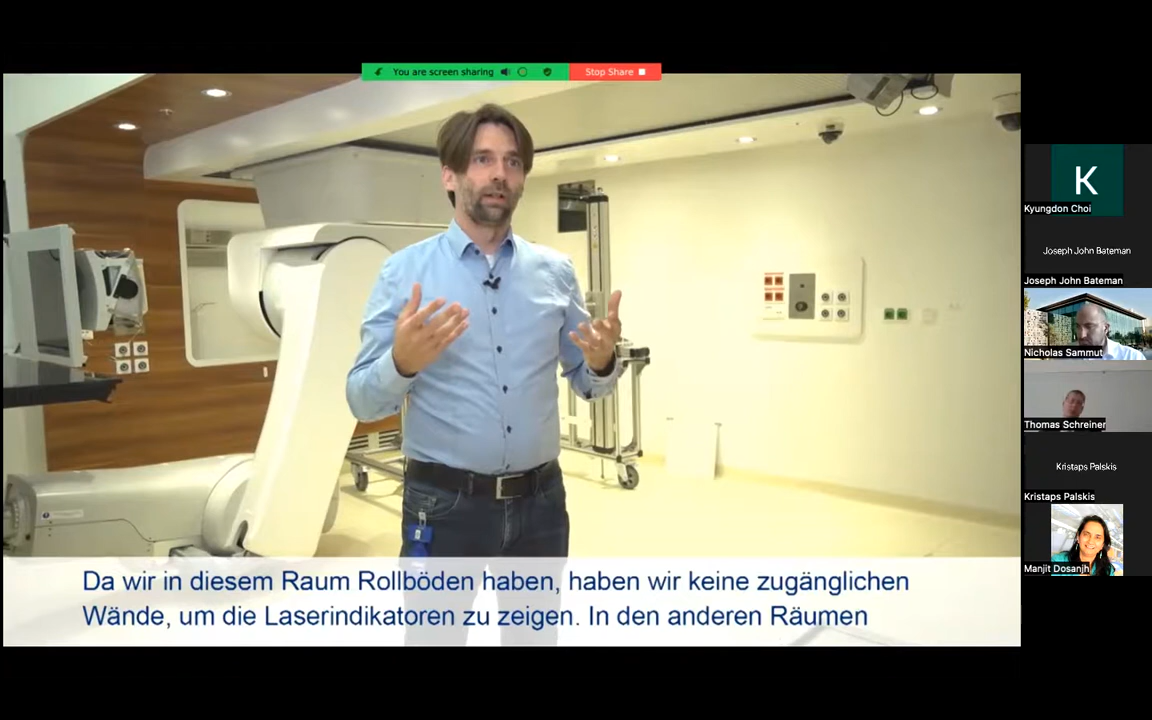 You are screen sharing
Stop Share
K
Kyungdon Choi
Joseph John Bateman
Joseph John Bateman
Nicholas Sammut
Thomas Schreiner
Kristaps Palskis
Kristaps Palskis
Manjit Dosanjh
Da wir in diesem Raum Rollböden haben, haben wir keine zugänglichen
Wände, um die Laserindikatoren zu zeigen. In den anderen Räumen